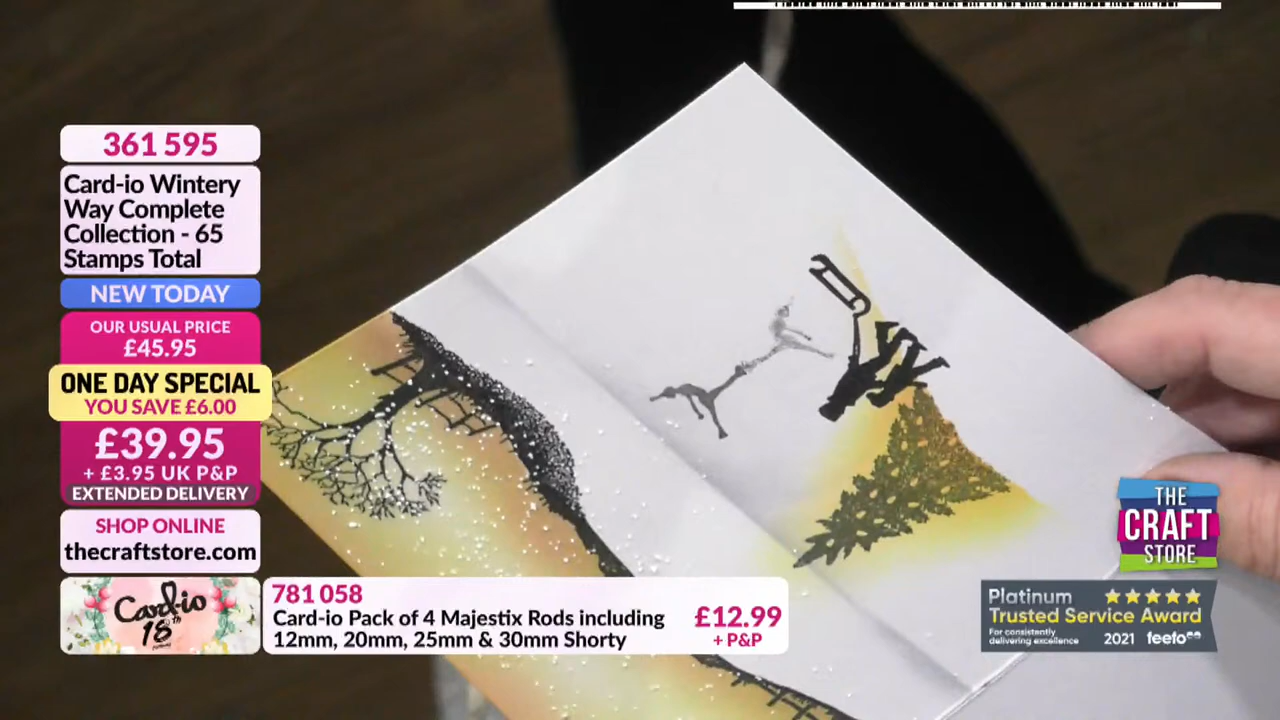 361 595
Card-io Wintery
Way Complete
Collection - 65
Stamps Total
NEW TODAY
OUR USUAL PRICE
£45.95
ONE DAY SPECIAL
YOU SAVE £6.00
£39.95
+ £3.95 UK P&P
EXTENDED DELIVERY
SHOP ONLINE
thecraftstore.com
Card-io
18th
781 058
Card-io Pack of 4 Majestix Rods including
12mm, 20mm, 25mm & 30mm Shorty
£12.99
+ P&P
THE
CRAFT
STORE
Platinum
Trusted Service Award
For consistently
delivering excellence
2021 feefo